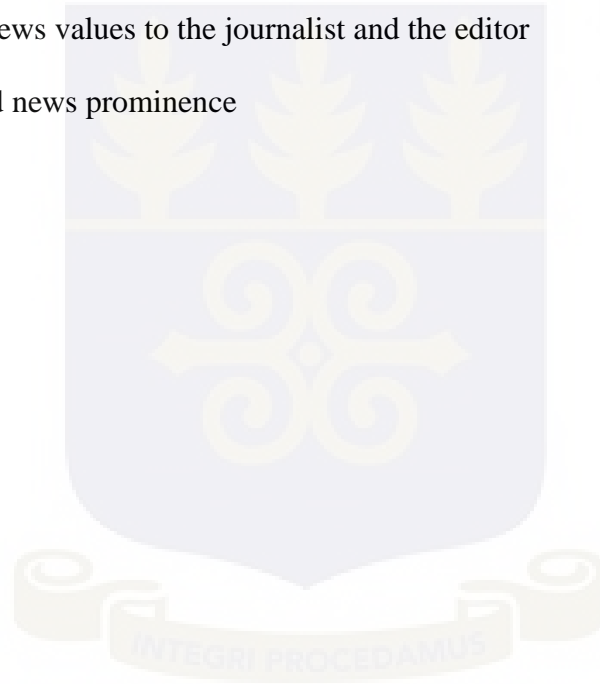 ews values to the journalist and the editor
news prominence
INTEGRI PROCEDAMUS